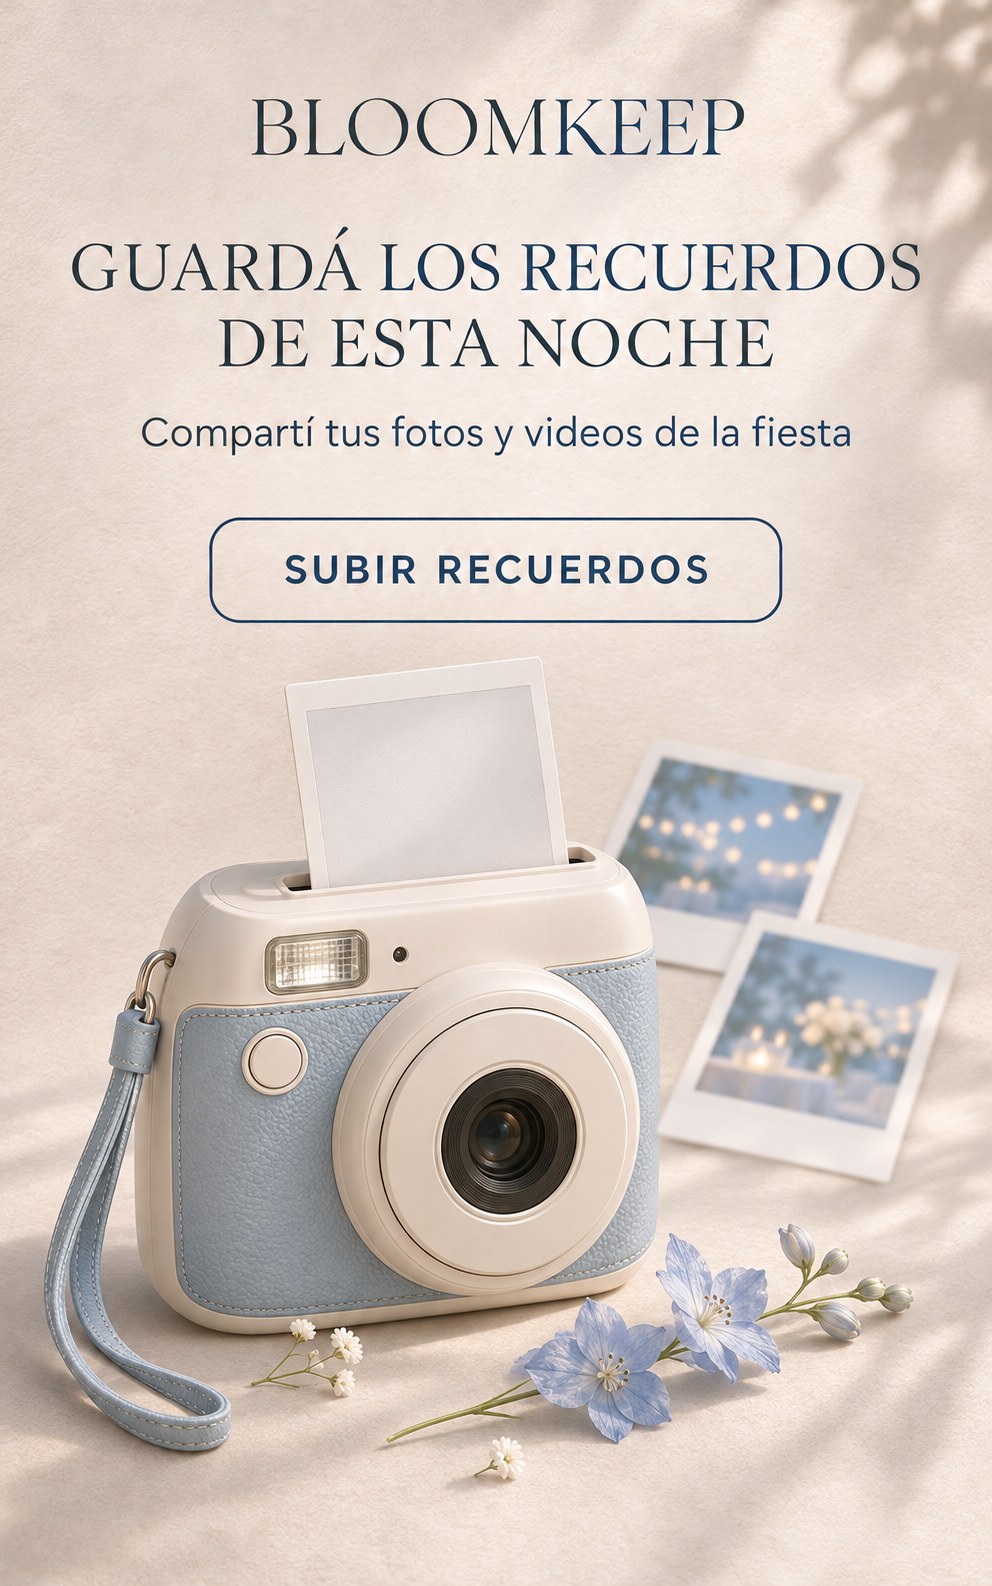 BLOOMKEEP
GUARDÁ LOS RECUERDOS
DE ESTA NOCHE
Compartí tus fotos y videos de la fiesta
SUBIR RECUERDOS